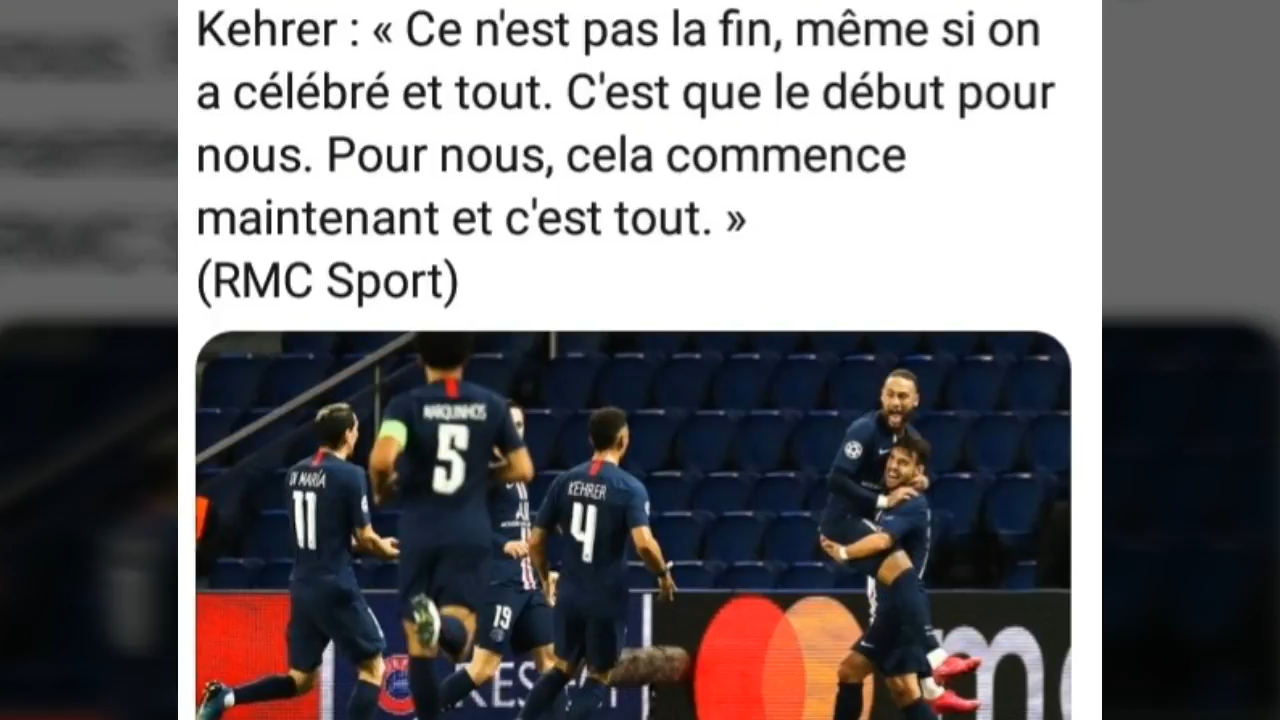 Kehrer : « Ce n'est pas la fin, même si on
a célébré et tout. C'est que le début pour
nous. Pour nous, cela commence
maintenant et c'est tout. »
(RMC Sport)
MARQUINHOS
5
DI MARÍA
11
KEHRER
4
19
RES